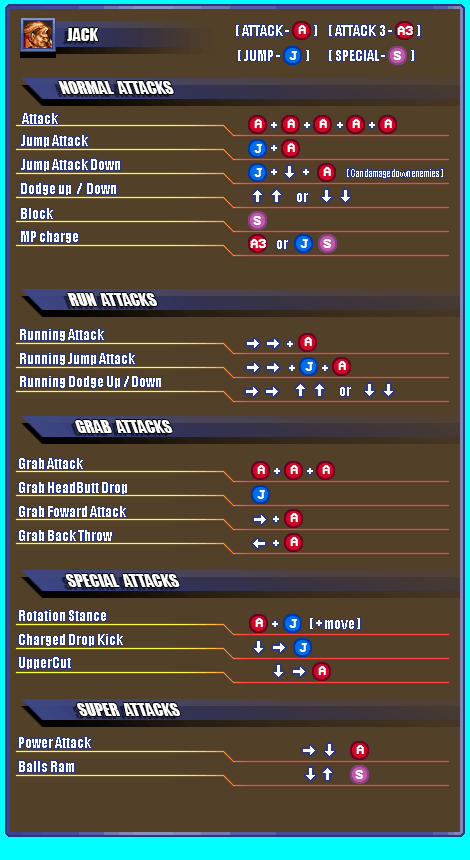 JACK
[ ATTACK - A ] [ ATTACK 3 - A3 ]
[ JUMP - J ] [ SPECIAL - S ]
NORMAL ATTACKS
Attack A + A + A + A + A
Jump Attack J + A
Jump Attack Down J + ↓ + A [Can damage down enemies]
Dodge up / Down ↑ ↑ or ↓ ↓
Block S
MP charge A3 or J S
RUN ATTACKS
Running Attack → → + A
Running Jump Attack → → + J + A
Running Dodge Up / Down → → ↑ ↑ or ↓ ↓
GRAB ATTACKS
Grab Attack A + A + A
Grab HeadButt Drop J
Grab Foward Attack → + A
Grab Back Throw ← + A
SPECIAL ATTACKS
Rotation Stance A + J [ + move ]
Charged Drop Kick ↓ → J
UpperCut ↓ → A
SUPER ATTACKS
Power Attack → ↓ A
Balls Ram ↓ ↑ S